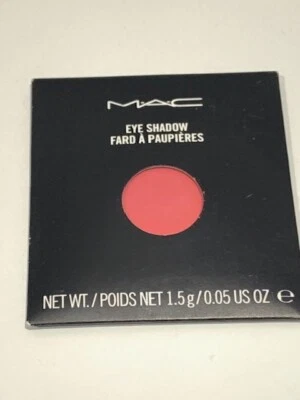 MAC
EYE SHADOW
FARD À PAUPIÈRES
NET WT./POIDS NET 1.5 g/0.05 US OZ ℮